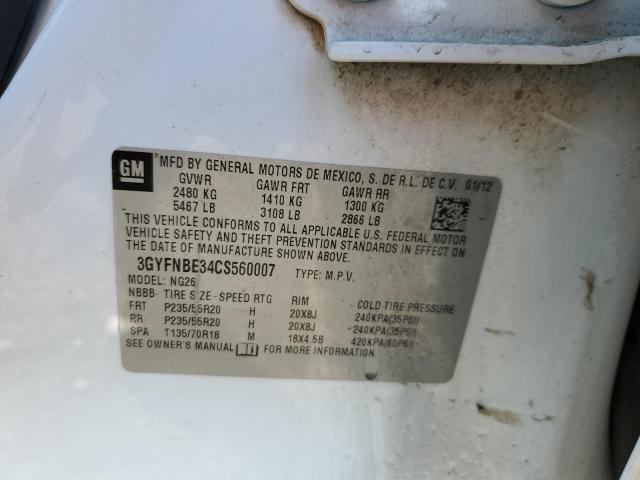 GM
MFD BY GENERAL MOTORS DE MEXICO, S. DE R.L. DE C.V. 01/12
GVWR GAWR FRT GAWR RR
2480 KG 1410 KG 1300 KG
5467 LB 3108 LB 2866 LB
THIS VEHICLE CONFORMS TO ALL APPLICABLE U.S. FEDERAL MOTOR
VEHICLE SAFETY AND THEFT PREVENTION STANDARDS IN EFFECT ON
THE DATE OF MANUFACTURE SHOWN ABOVE.
3GYFNBE34CS560007 TYPE: M.P.V.
MODEL: NG26
NBBB TIRE SIZE-SPEED RTG RIM COLD TIRE PRESSURE
FRT P235/55R20 H 20X8J 240KPA(35PSI)
RR P235/55R20 H 20X8J 240KPA(35PSI)
SPA T135/70R18 M 18X4.5B 420KPA(60PSI)
SEE OWNER'S MANUAL FOR MORE INFORMATION.